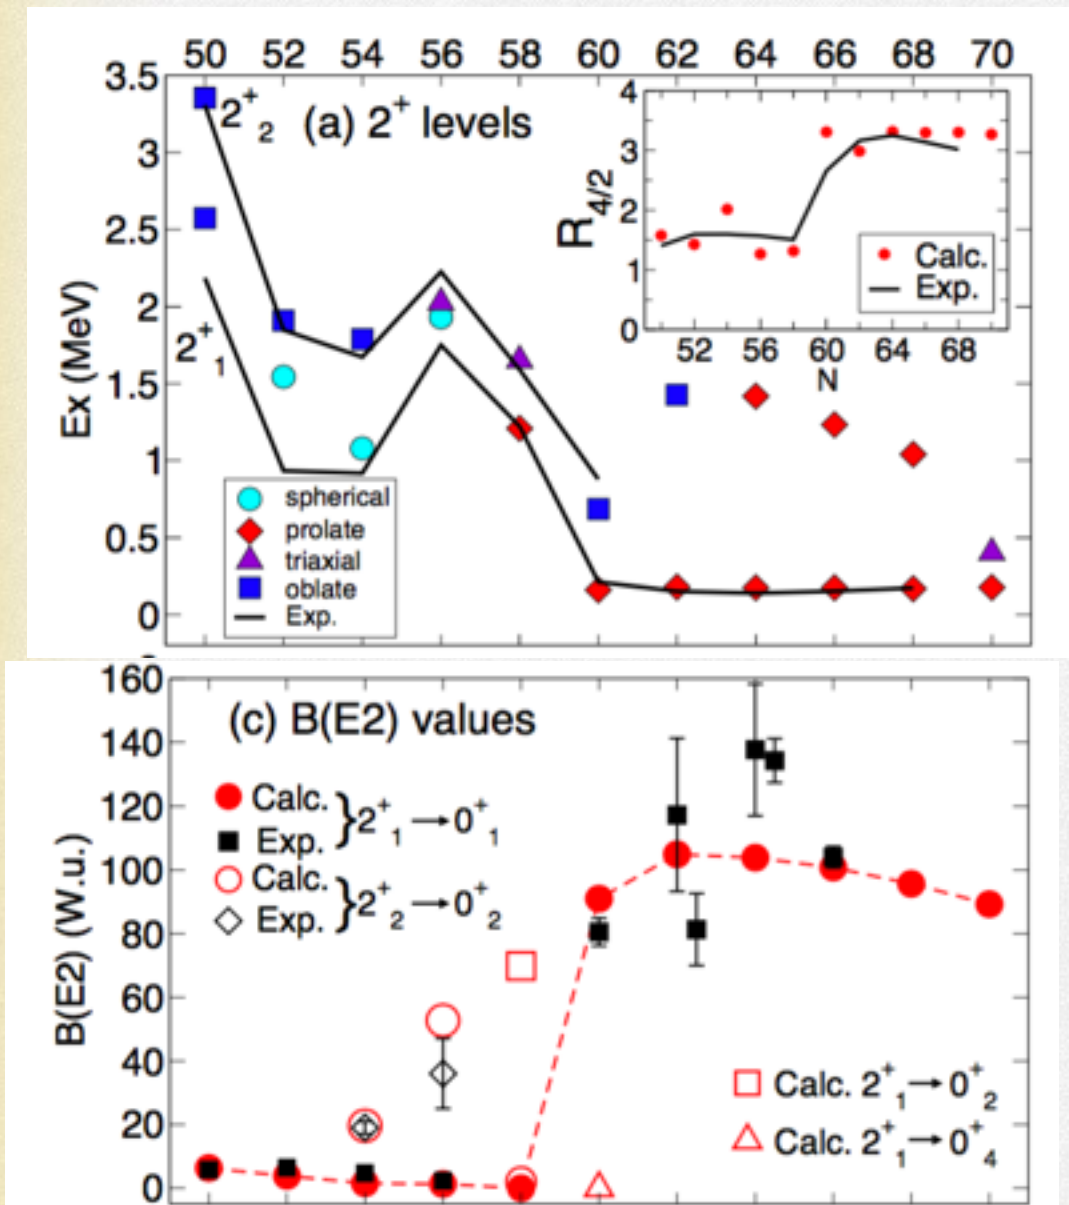 50 52 54 56 58 60 62 64 66 68 70
3.5
3
2.5
2
1.5
1
0.5
0
Ex (MeV)
2⁺₂
(a) 2⁺ levels
2⁺₁
spherical
prolate
triaxial
oblate
Exp.
4
3
2
1
0
R₄/₂
Calc.
Exp.
52 56 60 64 68
N
160
140
120
100
80
60
40
20
0
B(E2) (W.u.)
(c) B(E2) values
Calc.
Exp.
}2⁺₁ → 0⁺₁
Calc.
Exp.
}2⁺₂ → 0⁺₂
Calc. 2⁺₁ → 0⁺₂
Calc. 2⁺₁ → 0⁺₄